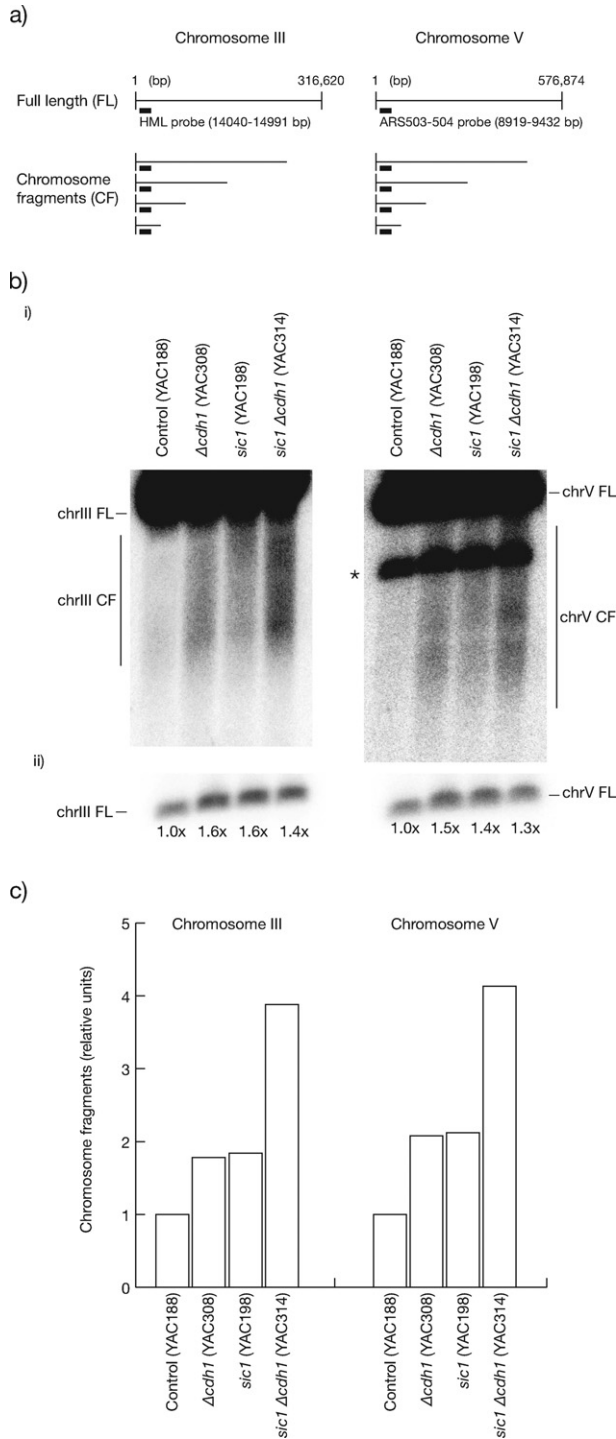 a)
Chromosome III
Chromosome V
1 (bp) 316,620
1 (bp) 576,874
Full length (FL)
HML probe (14040-14991 bp)
ARS503-504 probe (8919-9432 bp)
Chromosome
fragments (CF)
b)
i)
Control (YAC188)
Δcdh1 (YAC308)
sic1 (YAC198)
sic1 Δcdh1 (YAC314)
Control (YAC188)
Δcdh1 (YAC308)
sic1 (YAC198)
sic1 Δcdh1 (YAC314)
chrIII FL
chrV FL
chrIII CF
*
chrV CF
ii)
chrIII FL
chrV FL
1.0x 1.6x 1.6x 1.4x
1.0x 1.5x 1.4x 1.3x
c)
Chromosome fragments (relative units)
5
4
3
2
1
0
Chromosome III
Chromosome V
Control (YAC188)
Δcdh1 (YAC308)
sic1 (YAC198)
sic1 Δcdh1 (YAC314)
Control (YAC188)
Δcdh1 (YAC308)
sic1 (YAC198)
sic1 Δcdh1 (YAC314)